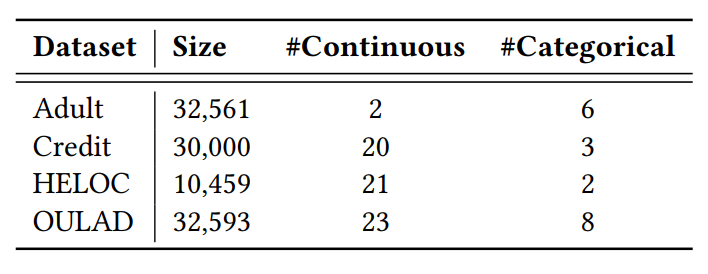 Dataset Size #Continuous #Categorical
Adult 32,561 2 6
Credit 30,000 20 3
HELOC 10,459 21 2
OULAD 32,593 23 8